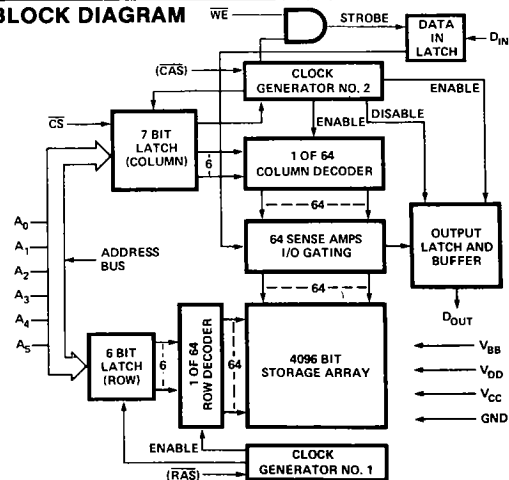 BLOCK DIAGRAM
WE
STROBE
DATA
IN
LATCH
DIN
(CAS)
CLOCK
GENERATOR NO. 2
ENABLE
CS
7 BIT
LATCH
(COLUMN)
6
ENABLE
DISABLE
1 OF 64
COLUMN DECODER
64
A0
A1
A2
A3
A4
A5
ADDRESS
BUS
64 SENSE AMPS
I/O GATING
OUTPUT
LATCH AND
BUFFER
64
DOUT
6 BIT
LATCH
(ROW)
6
1 OF 64
ROW DECODER
64
4096 BIT
STORAGE ARRAY
VBB
VDD
VCC
GND
ENABLE
(RAS)
CLOCK
GENERATOR NO. 1